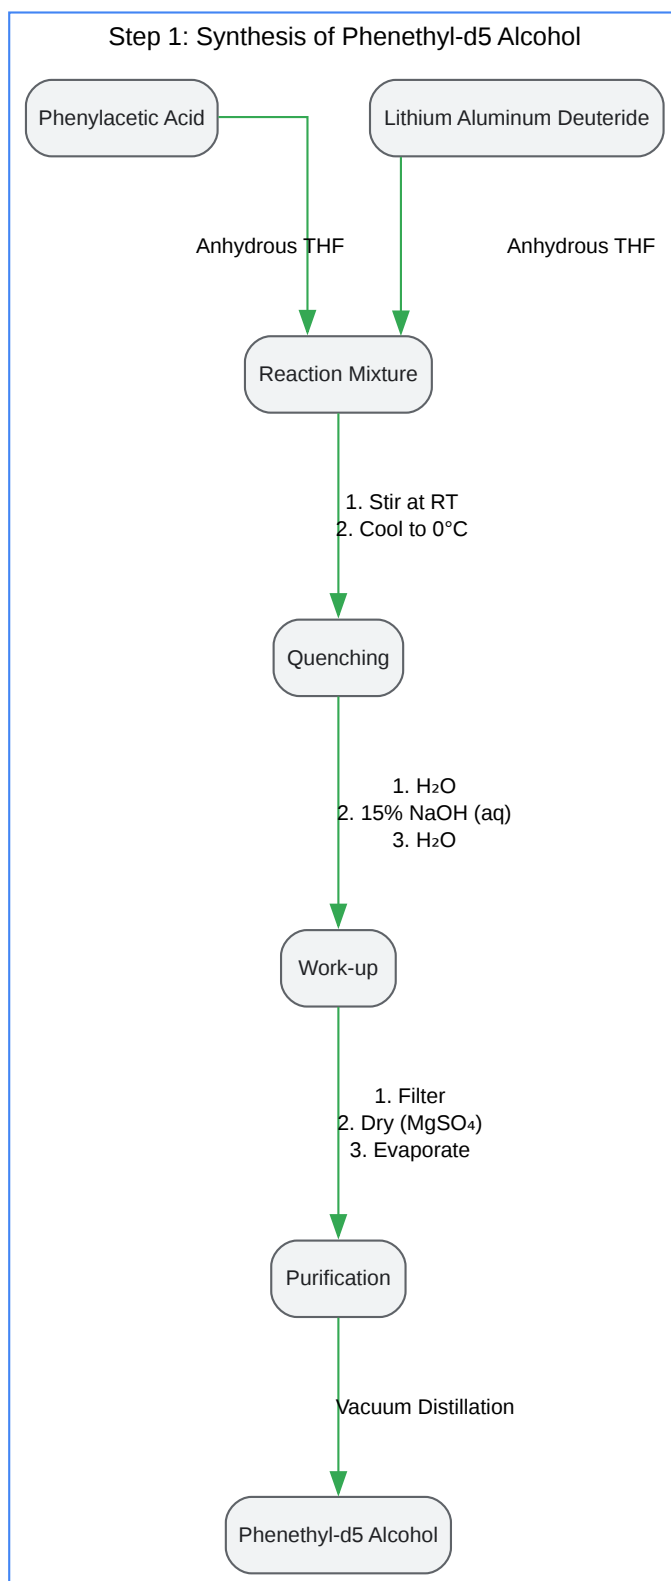 Step 1: Synthesis of Phenethyl-d5 Alcohol
Phenylacetic Acid
Lithium Aluminum Deuteride
Anhydrous THF
Anhydrous THF
Reaction Mixture
1. Stir at RT
2. Cool to 0°C
Quenching
1. H₂O
2. 15% NaOH (aq)
3. H₂O
Work-up
1. Filter
2. Dry (MgSO₄)
3. Evaporate
Purification
Vacuum Distillation
Phenethyl-d5 Alcohol